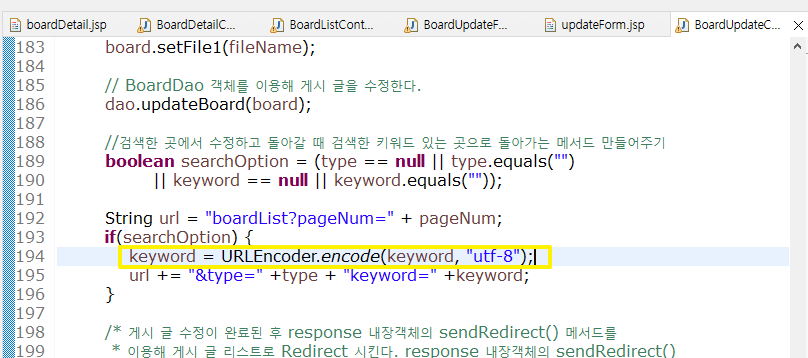 boardDetail.jsp BoardDetailC... BoardListCont... BoardUpdateF... updateForm.jsp BoardUpdateC...
183 board.setFile1(fileName);
184
185 // BoardDao 객체를 이용해 게시 글을 수정한다.
186 dao.updateBoard(board);
187
188 //검색한 곳에서 수정하고 돌아갈 때 검색한 키워드 있는 곳으로 돌아가는 메서드 만들어주기
189 boolean searchOption = (type == null || type.equals("")
190 || keyword == null || keyword.equals(""));
191
192 String url = "boardList?pageNum=" + pageNum;
193 if(searchOption) {
194 keyword = URLEncoder.encode(keyword, "utf-8");
195 url += "&type=" +type + "keyword=" +keyword;
196 }
197
198 /* 게시 글 수정이 완료된 후 response 내장객체의 sendRedirect() 메서드를
199 * 이용해 게시 글 리스트로 Redirect 시킨다. response 내장객체의 sendRedirect()